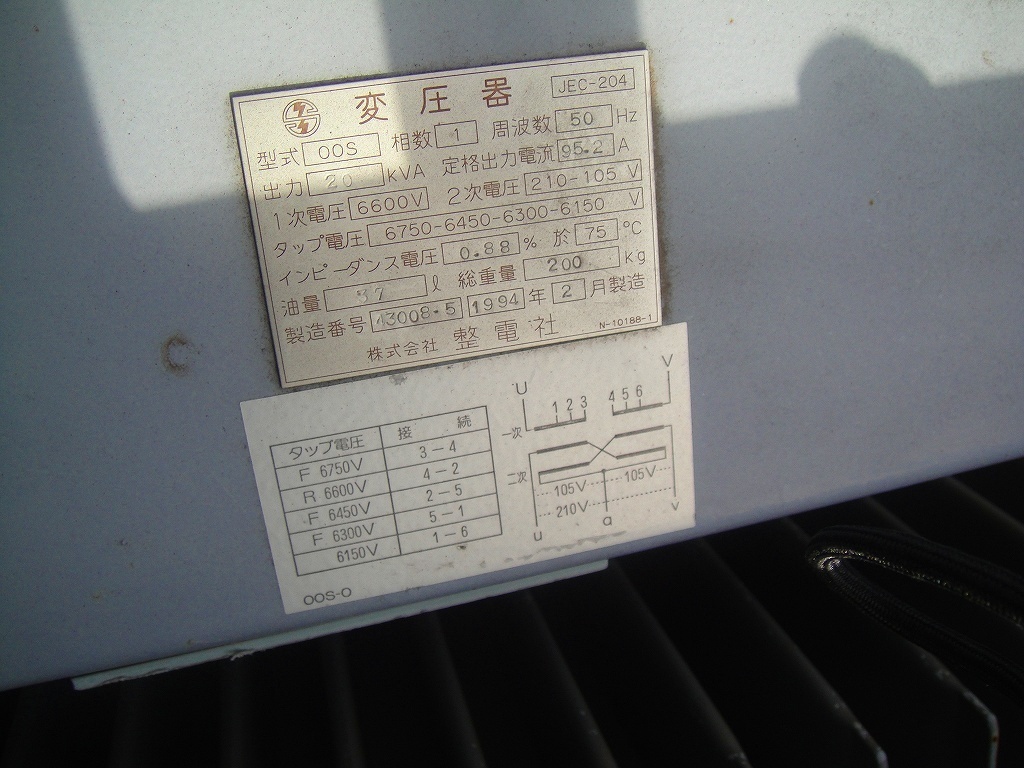 変圧器 JEC-204
型式 OOS 相数 1 周波数 50 Hz
出力 20 KVA 定格出力電流 95.2 A
1次電圧 6600V 2次電圧 210-105 V
タップ電圧 6750-6450-6300-6150 V
インピーダンス電圧 0.88 % 於 75 °C
油量 37 ℓ 総重量 200 kg
製造番号 43008-5 1994 年 2 月製造
株式会社 整電社 N-10188-1
タップ電圧 接続
F 6750V 3-4
R 6600V 4-2
F 6450V 2-5
F 6300V 5-1
6150V 1-6
OOS-0
U V
1 2 3 4 5 6
一次
二次
105V 105V
210V
u a v